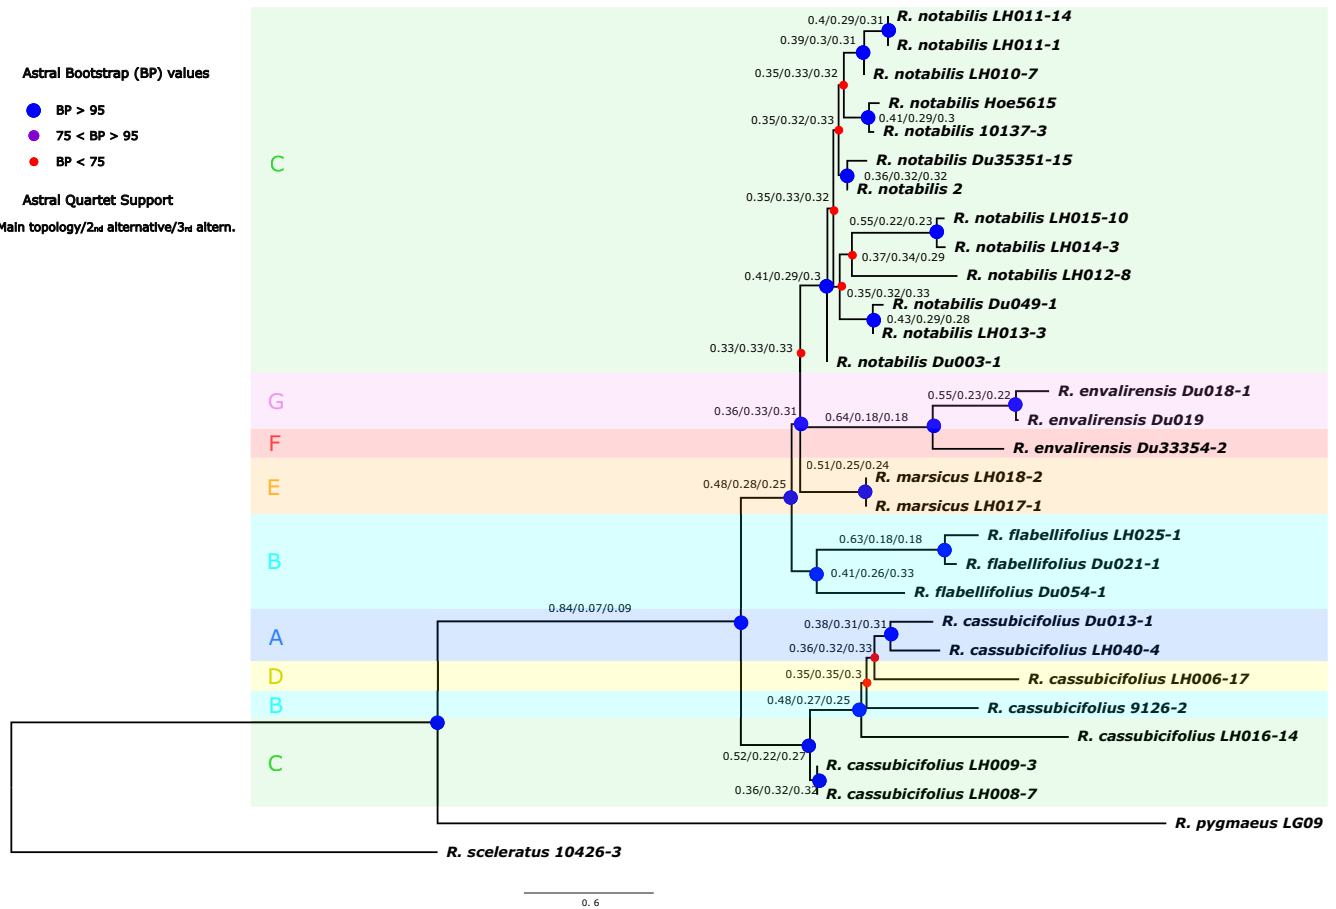 Astral Bootstrap (BP) values
BP > 95
75 < BP > 95
BP < 75
Astral Quartet Support
Main topology/2nd alternative/3rd altern.
C
0.4/0.29/0.31
R. notabilis LH011-14
0.39/0.3/0.31
R. notabilis LH011-1
0.35/0.33/0.32
R. notabilis LH010-7
R. notabilis Hoe5615
0.35/0.32/0.33
0.41/0.29/0.3
R. notabilis 10137-3
R. notabilis Du35351-15
0.36/0.32/0.32
R. notabilis 2
0.35/0.33/0.32
0.55/0.22/0.23
R. notabilis LH015-10
R. notabilis LH014-3
0.37/0.34/0.29
R. notabilis LH012-8
0.41/0.29/0.3
0.35/0.32/0.33
R. notabilis Du049-1
0.43/0.29/0.28
R. notabilis LH013-3
0.33/0.33/0.33
R. notabilis Du003-1
G
R. envalirensis Du018-1
0.55/0.23/0.22
0.36/0.33/0.31
0.64/0.18/0.18
R. envalirensis Du019
F
R. envalirensis Du33354-2
E
0.51/0.25/0.24
R. marsicus LH018-2
0.48/0.28/0.25
R. marsicus LH017-1
B
0.63/0.18/0.18
R. flabellifolius LH025-1
R. flabellifolius Du021-1
0.41/0.26/0.33
R. flabellifolius Du054-1
0.84/0.07/0.09
A
0.38/0.31/0.31
R. cassubicifolius Du013-1
0.36/0.32/0.33
R. cassubicifolius LH040-4
D
0.35/0.35/0.3
R. cassubicifolius LH006-17
B
0.48/0.27/0.25
R. cassubicifolius 9126-2
R. cassubicifolius LH016-14
C
0.52/0.22/0.27
R. cassubicifolius LH009-3
0.36/0.32/0.32
R. cassubicifolius LH008-7
R. pygmaeus LG09
R. sceleratus 10426-3
0. 6